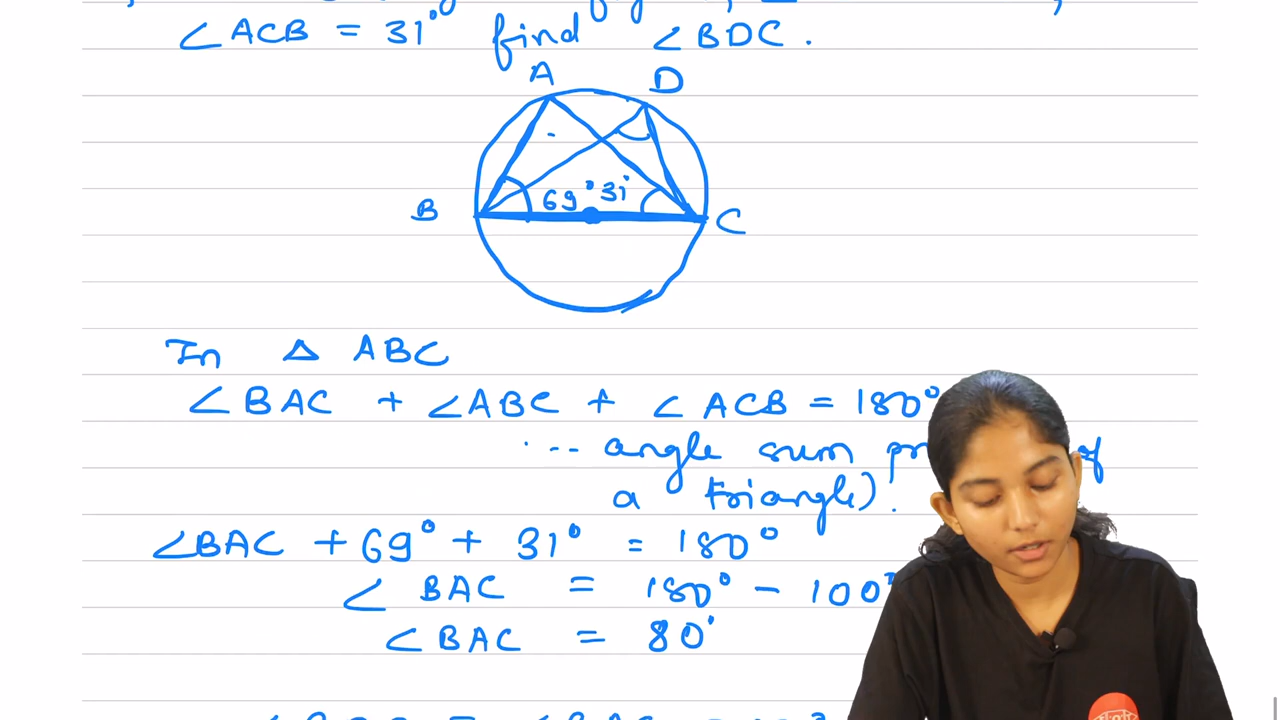 ∠ACB = 31° find ∠BDC.
A D
69° 31°
B C
In △ ABC
∠BAC + ∠ABC + ∠ACB = 180°
... angle sum of
a triangle).
∠BAC + 69° + 31° = 180°
∠BAC = 180° - 100°
∠BAC = 80°